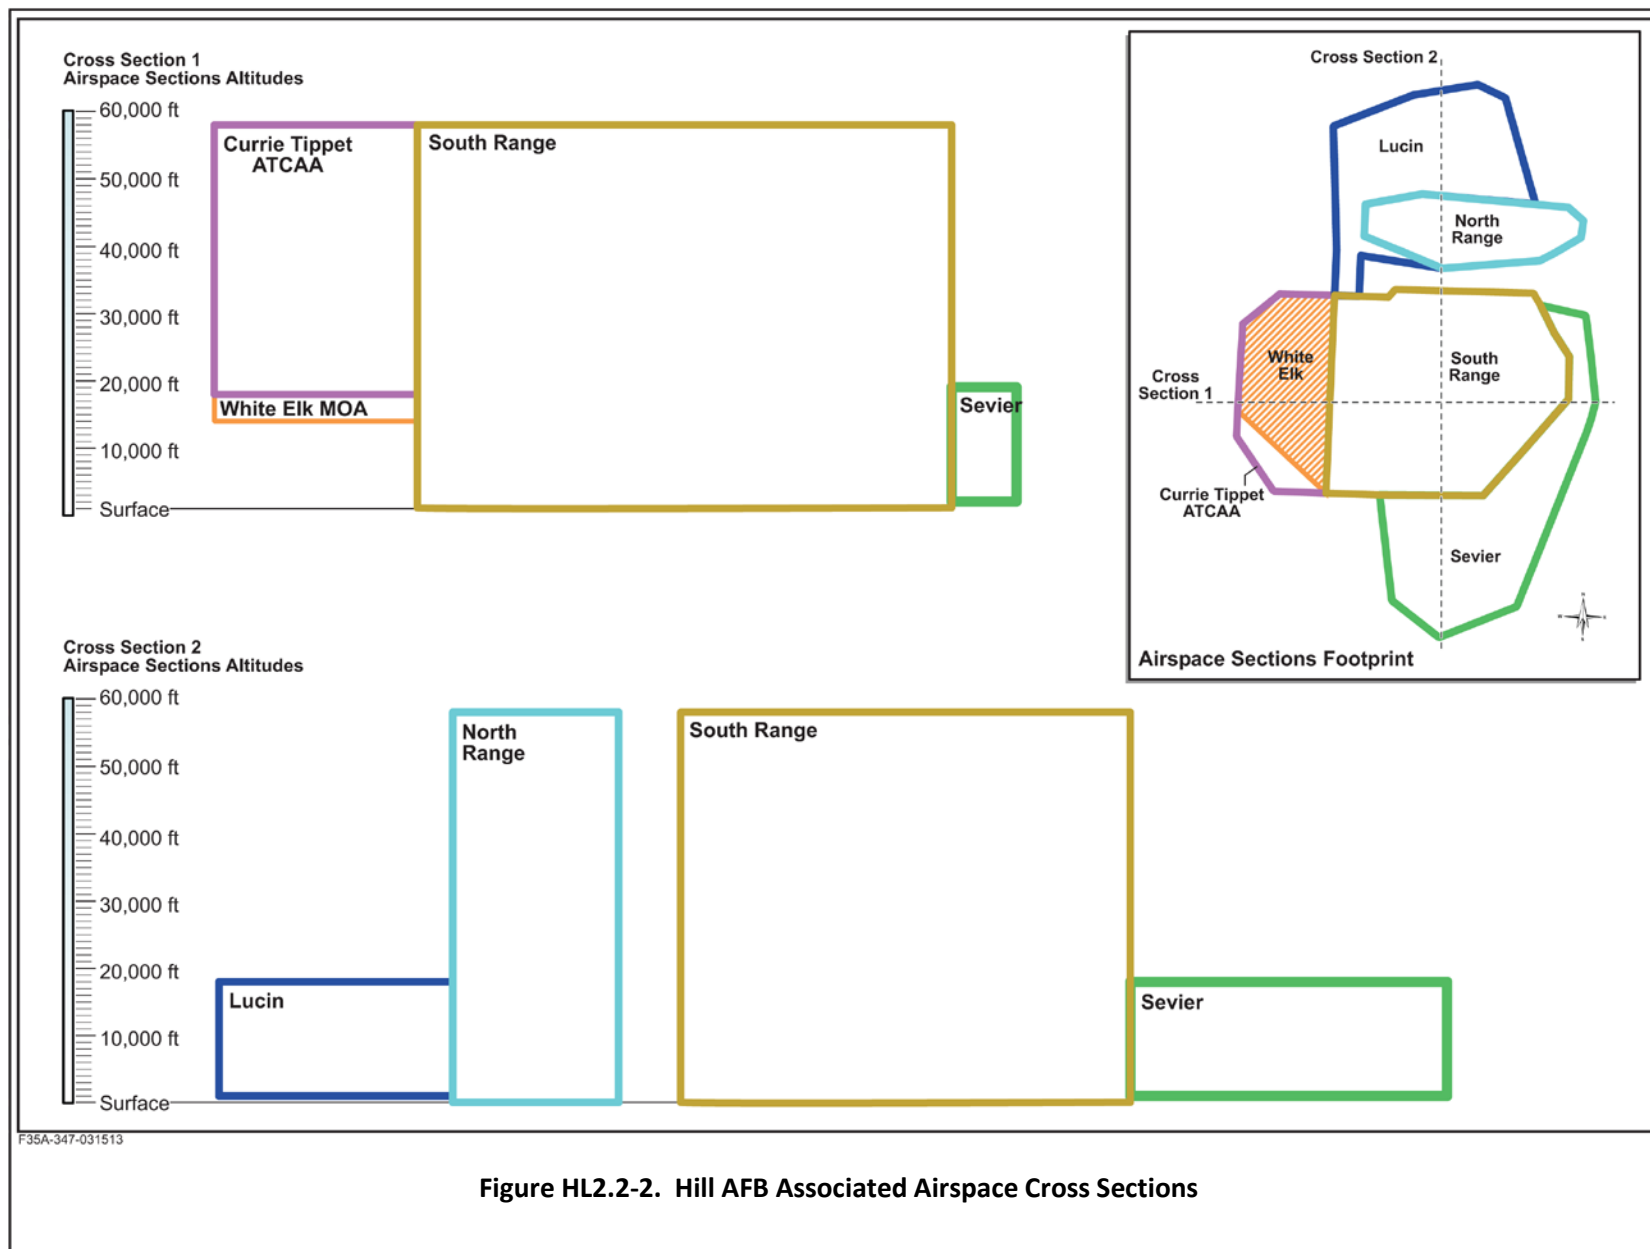 Cross Section 1
Airspace Sections Altitudes
60,000 ft
50,000 ft
40,000 ft
30,000 ft
20,000 ft
10,000 ft
Surface
Currie Tippet
ATCAA
South Range
White Elk MOA
Sevier
Cross Section 2
Lucin
North
Range
White
Elk
South
Range
Cross
Section 1
Currie Tippet
ATCAA
Sevier
N
W
E
S
Airspace Sections Footprint
Cross Section 2
Airspace Sections Altitudes
60,000 ft
50,000 ft
40,000 ft
30,000 ft
20,000 ft
10,000 ft
Surface
Lucin
North
Range
South Range
Sevier
F35A-347-031513
Figure HL2.2-2. Hill AFB Associated Airspace Cross Sections